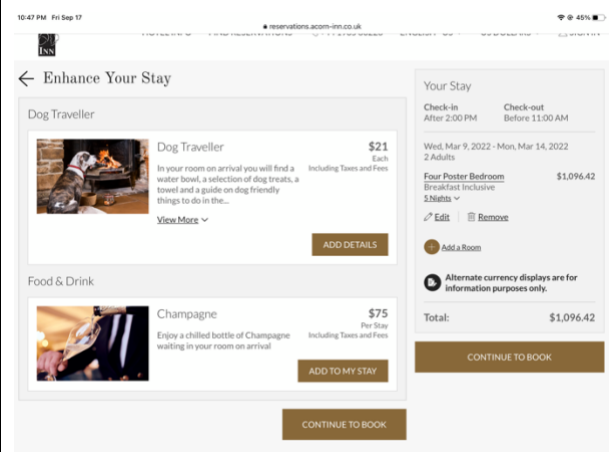 10:47 PM Fri Sep 17
45%
reservations.acorn-inn.co.uk
INN
← Enhance Your Stay
Dog Traveller
Dog Traveller
$21
Each
Including Taxes and Fees
In your room on arrival you will find a
water bowl, a selection of dog treats, a
towel and a guide on dog friendly
things to do in the...
View More
ADD DETAILS
Food & Drink
Champagne
$75
Per Stay
Including Taxes and Fees
Enjoy a chilled bottle of Champagne
waiting in your room on arrival
ADD TO MY STAY
CONTINUE TO BOOK
Your Stay
Check-in
Check-out
After 2:00 PM
Before 11:00 AM
Wed, Mar 9, 2022 - Mon, Mar 14, 2022
2 Adults
Four Poster Bedroom
$1,096.42
Breakfast Inclusive
5 Nights
Edit
Remove
Add a Room
Alternate currency displays are for
information purposes only.
Total:
$1,096.42
CONTINUE TO BOOK